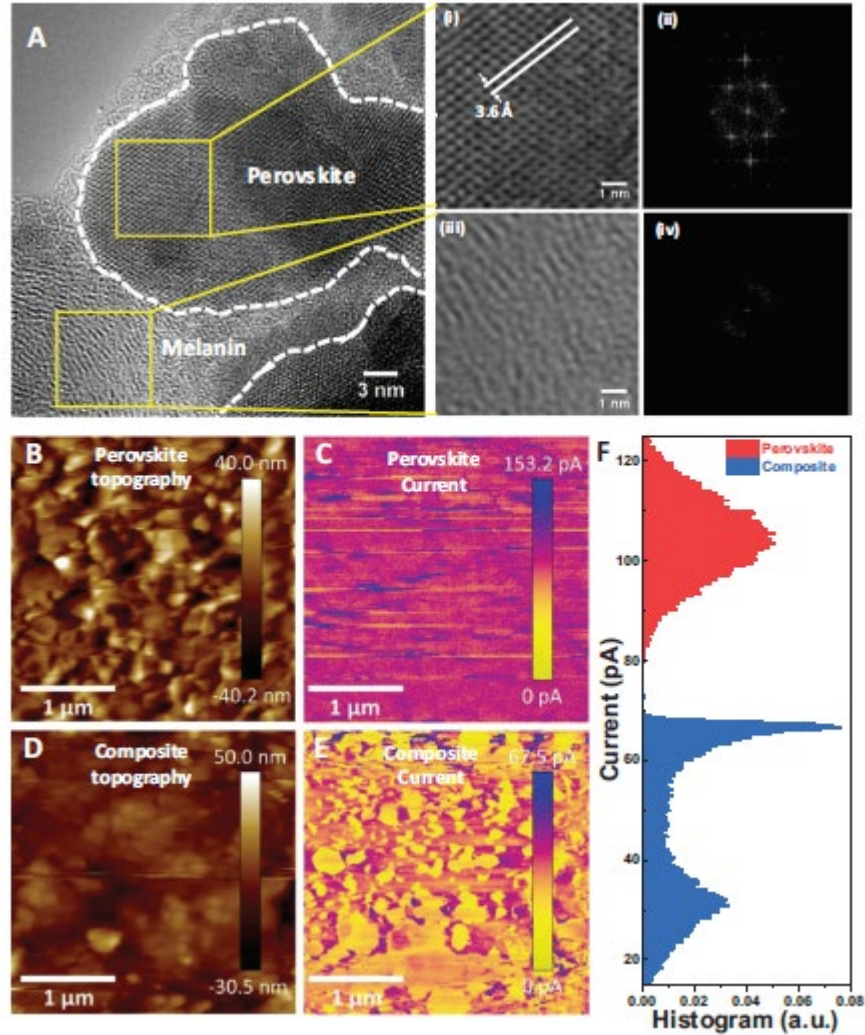 A
Perovskite
Melanin
3 nm
(i)
3.6 Å
1 nm
(ii)
(iii)
1 nm
(iv)
B
Perovskite
topography
40.0 nm
-40.2 nm
1 µm
C
Perovskite
Current
153.2 pA
0 pA
1 µm
D
Composite
topography
50.0 nm
-30.5 nm
1 µm
E
Composite
Current
67.5 pA
0 pA
1 µm
F
Perovskite
Composite
Current (pA)
120
100
80
60
40
20
0.00 0.02 0.04 0.06 0.08
Histogram (a.u.)